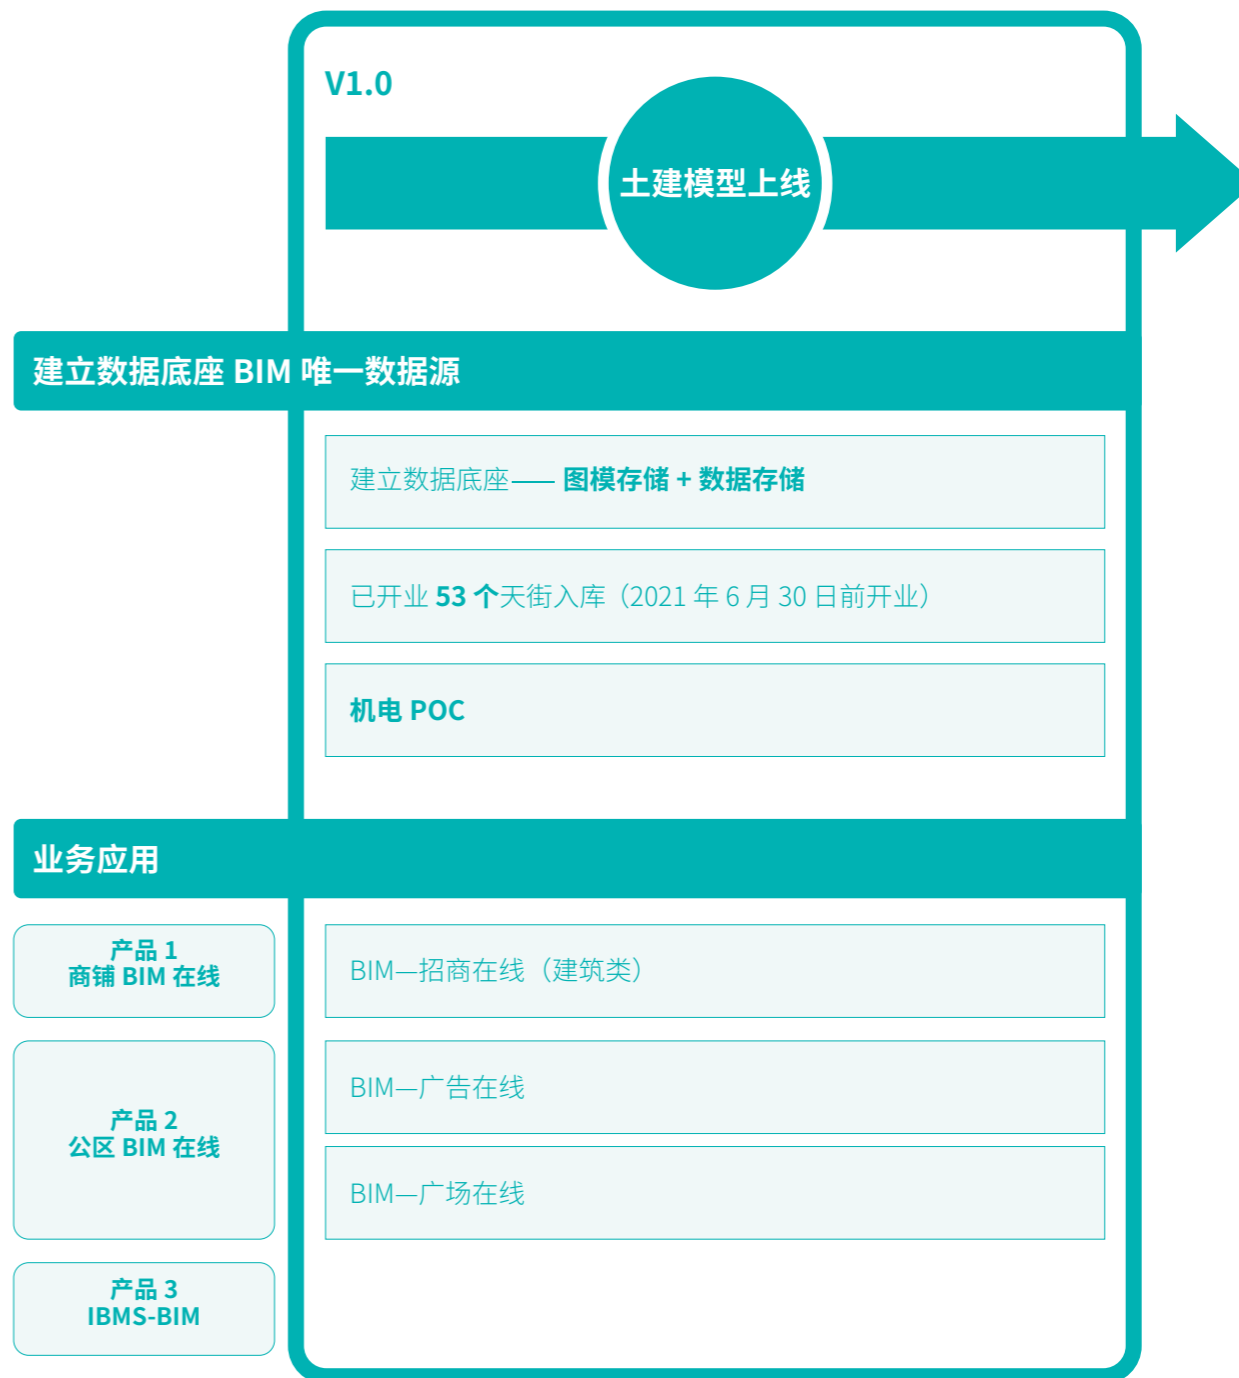 V1.0
土建模型上线
建立数据底座 BIM 唯一数据源
建立数据底座—— 图模存储 + 数据存储
已开业 53 个天街入库（2021 年 6 月 30 日前开业）
机电 POC
业务应用
产品 1
商铺 BIM 在线
BIM—招商在线（建筑类）
产品 2
公区 BIM 在线
BIM—广告在线
BIM—广场在线
产品 3
IBMS-BIM